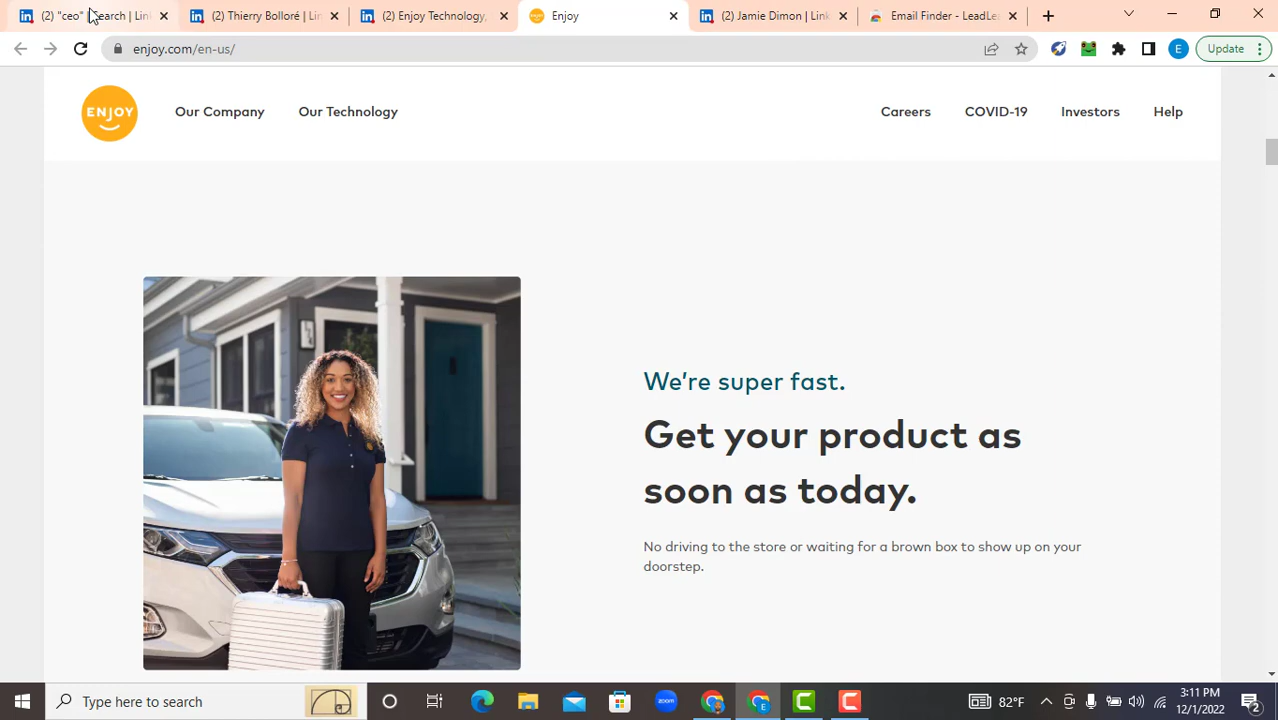 (2) "ceo" | Search | Lin
(2) Thierry Bolloré | Lin
(2) Enjoy Technology,
Enjoy
(2) Jamie Dimon | Link
Email Finder - LeadLea
enjoy.com/en-us/
E
Update
ENJOY
Our Company
Our Technology
Careers
COVID-19
Investors
Help
We're super fast.
Get your product as
soon as today.
No driving to the store or waiting for a brown box to show up on your
doorstep.
Type here to search
zoom
E
82°F
3:11 PM
12/1/2022
2